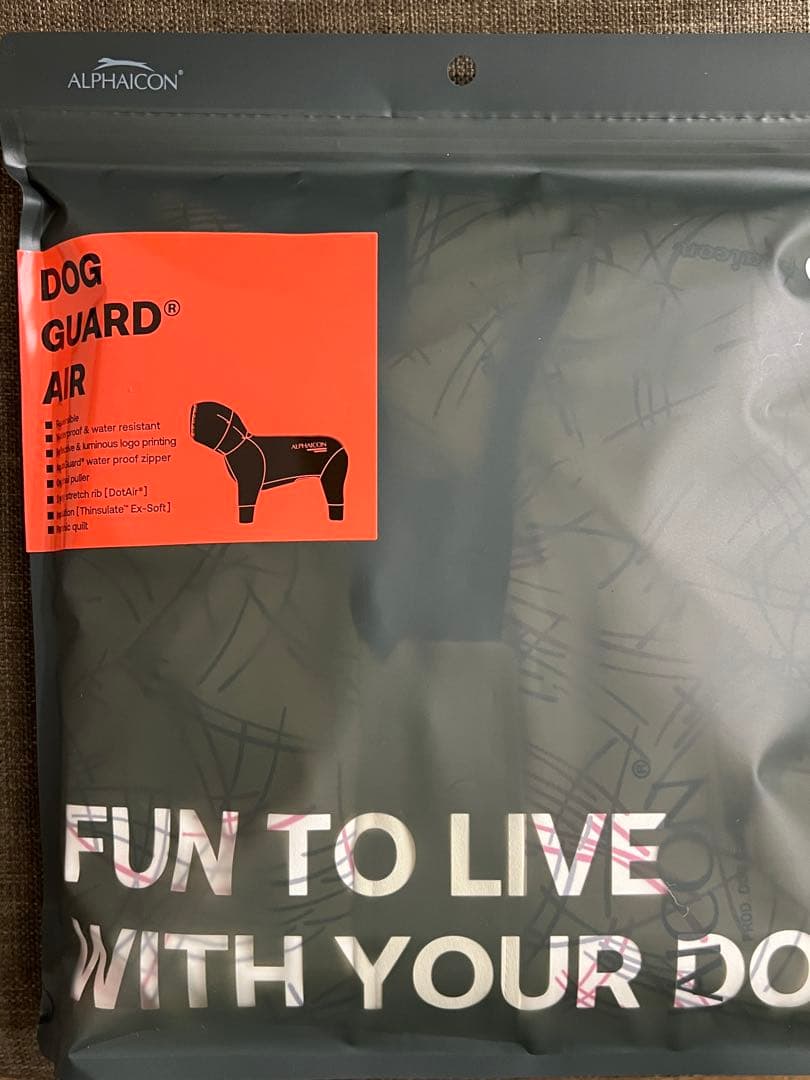 ALPHAICON®
DOG
GUARD®
AIR
& water resistant
& luminous logo printing
water proof zipper
puller
stretch rib [DotAir®]
[Thinsulate™ Ex-Soft]
quilt
ALPHAICON
FUN TO LIVE
WITH YOUR DO